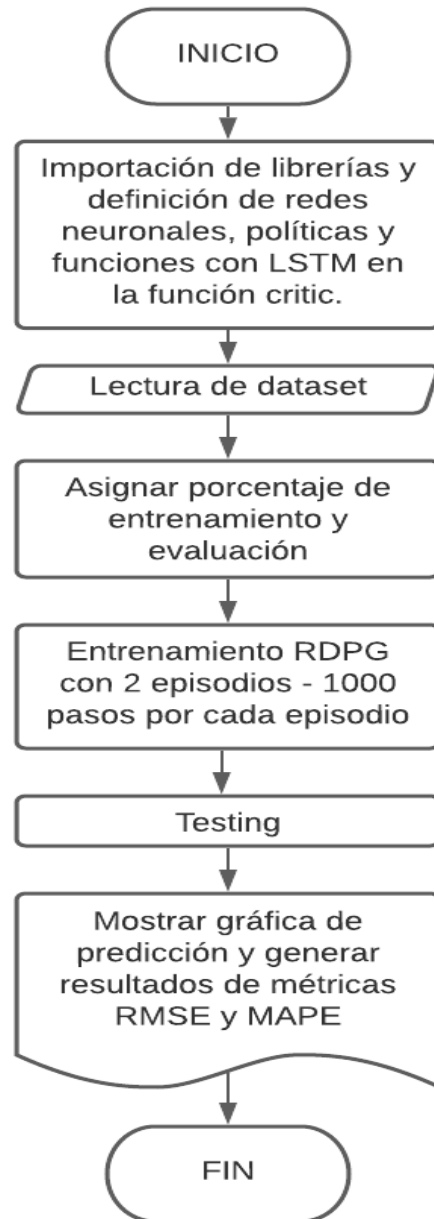 INICIO
Importación de librerías y
definición de redes
neuronales, políticas y
funciones con LSTM en
la función critic.
Lectura de dataset
Asignar porcentaje de
entrenamiento y
evaluación
Entrenamiento RDPG
con 2 episodios - 1000
pasos por cada episodio
Testing
Mostrar gráfica de
predicción y generar
resultados de métricas
RMSE y MAPE
FIN